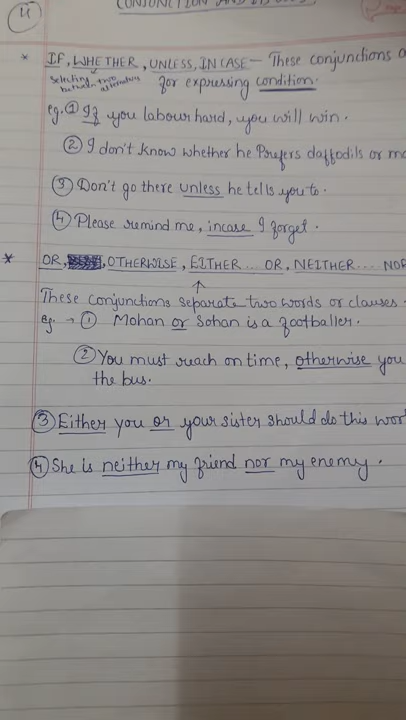 4
CONJUNCTION AND
* IF, WHETHER, UNLESS, IN CASE - These conjunctions
Selecting between two alternatives
for expressing condition.
eg. ① If you labour hard, you will win.
② I don't know whether he Prefers daffodils or
③ Don't go there unless he tells you to.
④ Please remind me, incase I forget.
* OR, OTHERWISE, EITHER... OR, NEITHER... NOR
These conjunctions separate two words or clauses.
eg. → ① Mohan or Sohan is a footballer.
② You must reach on time, otherwise you
the bus.
③ Either you or your sister should do this wor
④ She is neither my friend nor my enemy.